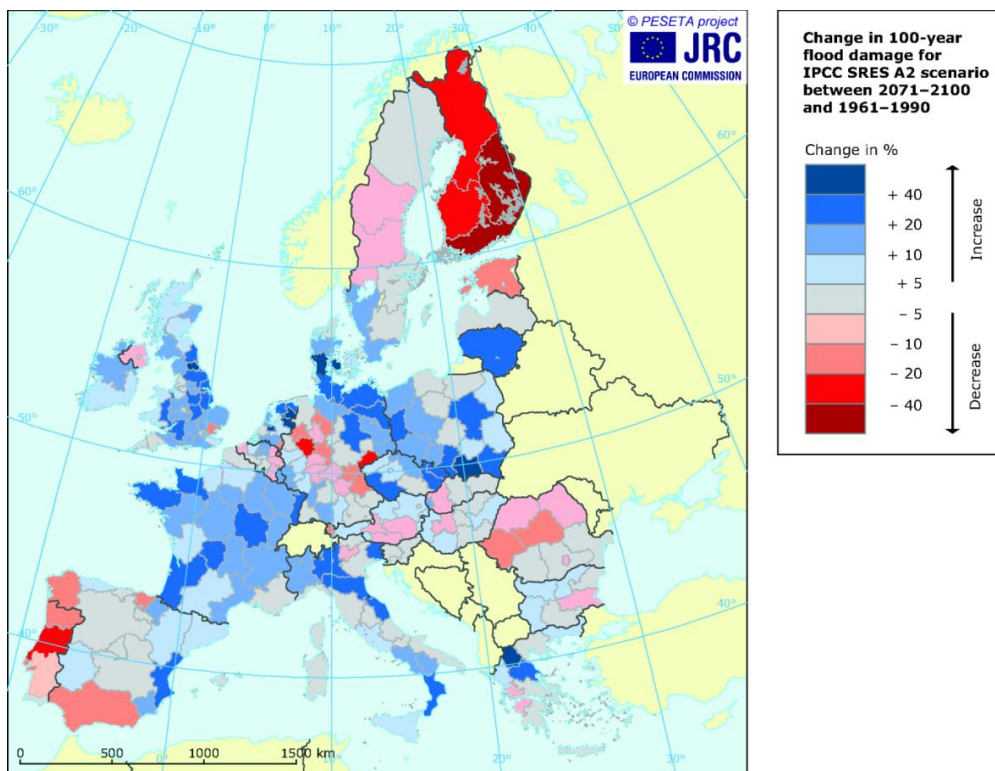 -30°
-20°
-10°
0°
10°
20°
30°
40°
50°
© PESETA project
JRC
EUROPEAN COMMISSION
60°
60°
50°
50°
40°
40°
0°
10°
20°
30°
0 500 1000 1500 km
Change in 100-year
flood damage for
IPCC SRES A2 scenario
between 2071–2100
and 1961–1990
Change in %
+ 40
+ 20
+ 10
+ 5
– 5
– 10
– 20
– 40
Increase
Decrease